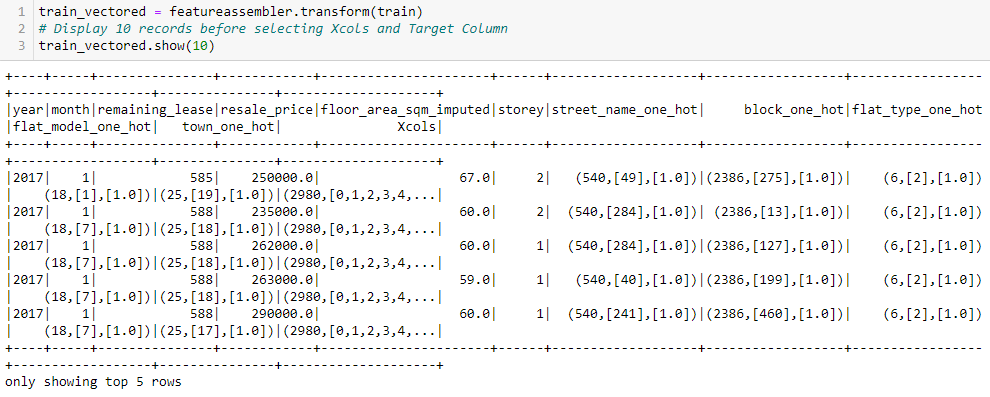 1 train_vectored = featureassembler.transform(train)
2 # Display 10 records before selecting Xcols and Target Column
3 train_vectored.show(10)
+----+-----+---------------+------------+----------------------+------+-------------------+------------------+-----------------
+------------------+---------------+--------------------+
|year|month|remaining_lease|resale_price|floor_area_sqm_imputed|storey|street_name_one_hot|     block_one_hot|flat_type_one_hot
|flat_model_one_hot|   town_one_hot|               Xcols|
+----+-----+---------------+------------+----------------------+------+-------------------+------------------+-----------------
+------------------+---------------+--------------------+
|2017|    1|            585|    250000.0|                  67.0|     2|   (540,[49],[1.0])|(2386,[275],[1.0])|    (6,[2],[1.0])
|    (18,[1],[1.0])|(25,[19],[1.0])|(2980,[0,1,2,3,4,...|
|2017|    1|            588|    235000.0|                  60.0|     2|  (540,[284],[1.0])| (2386,[13],[1.0])|    (6,[2],[1.0])
|    (18,[7],[1.0])|(25,[18],[1.0])|(2980,[0,1,2,3,4,...|
|2017|    1|            588|    262000.0|                  60.0|     1|  (540,[284],[1.0])|(2386,[127],[1.0])|    (6,[2],[1.0])
|    (18,[7],[1.0])|(25,[18],[1.0])|(2980,[0,1,2,3,4,...|
|2017|    1|            588|    263000.0|                  59.0|     1|   (540,[40],[1.0])|(2386,[199],[1.0])|    (6,[2],[1.0])
|    (18,[7],[1.0])|(25,[18],[1.0])|(2980,[0,1,2,3,4,...|
|2017|    1|            588|    290000.0|                  60.0|     1|  (540,[241],[1.0])|(2386,[460],[1.0])|    (6,[2],[1.0])
|    (18,[7],[1.0])|(25,[17],[1.0])|(2980,[0,1,2,3,4,...|
+----+-----+---------------+------------+----------------------+------+-------------------+------------------+-----------------
+------------------+---------------+--------------------+
only showing top 5 rows